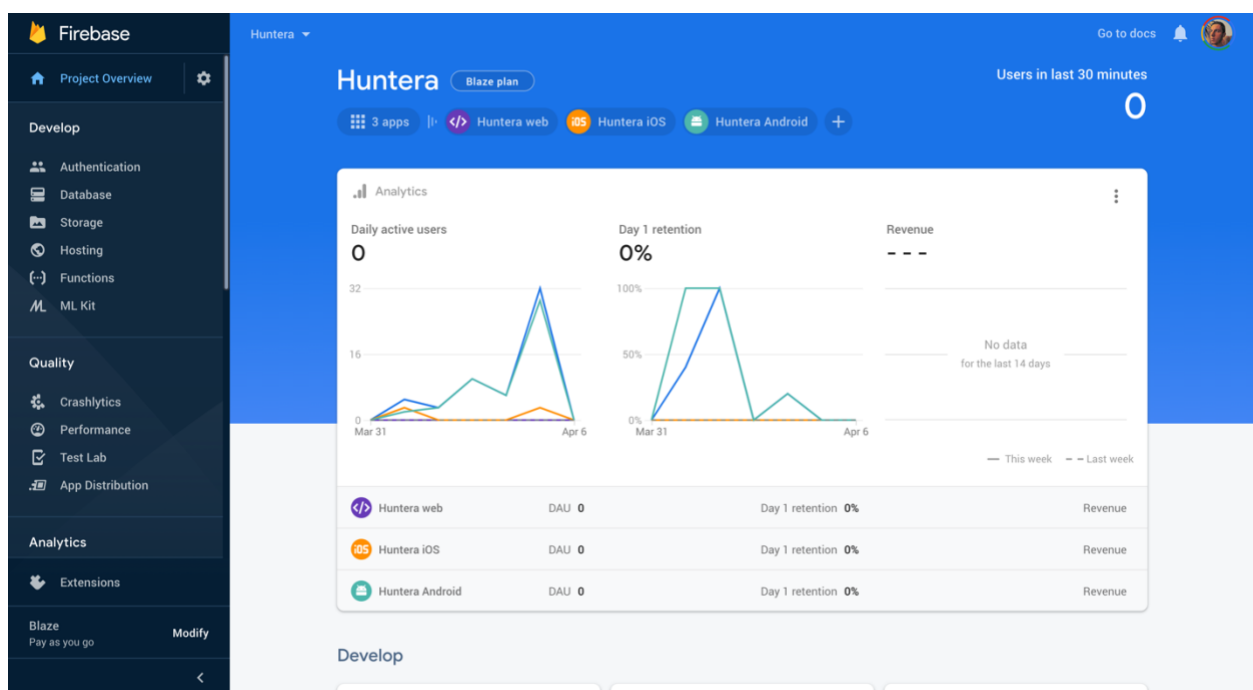 Firebase
Huntera
Go to docs
Project Overview
Huntera Blaze plan
Users in last 30 minutes
0
3 apps Huntera web iOS Huntera iOS Huntera Android +
Develop
Authentication
Database
Storage
Hosting
Functions
ML Kit
Quality
Crashlytics
Performance
Test Lab
App Distribution
Analytics
Extensions
Blaze
Pay as you go
Modify
Analytics
Daily active users
0
32
16
0
Mar 31 Apr 6
Day 1 retention
0%
100%
50%
0%
Mar 31 Apr 6
Revenue
- - -
No data
for the last 14 days
This week Last week
Huntera web DAU 0 Day 1 retention 0% Revenue
iOS Huntera iOS DAU 0 Day 1 retention 0% Revenue
Huntera Android DAU 0 Day 1 retention 0% Revenue
Develop